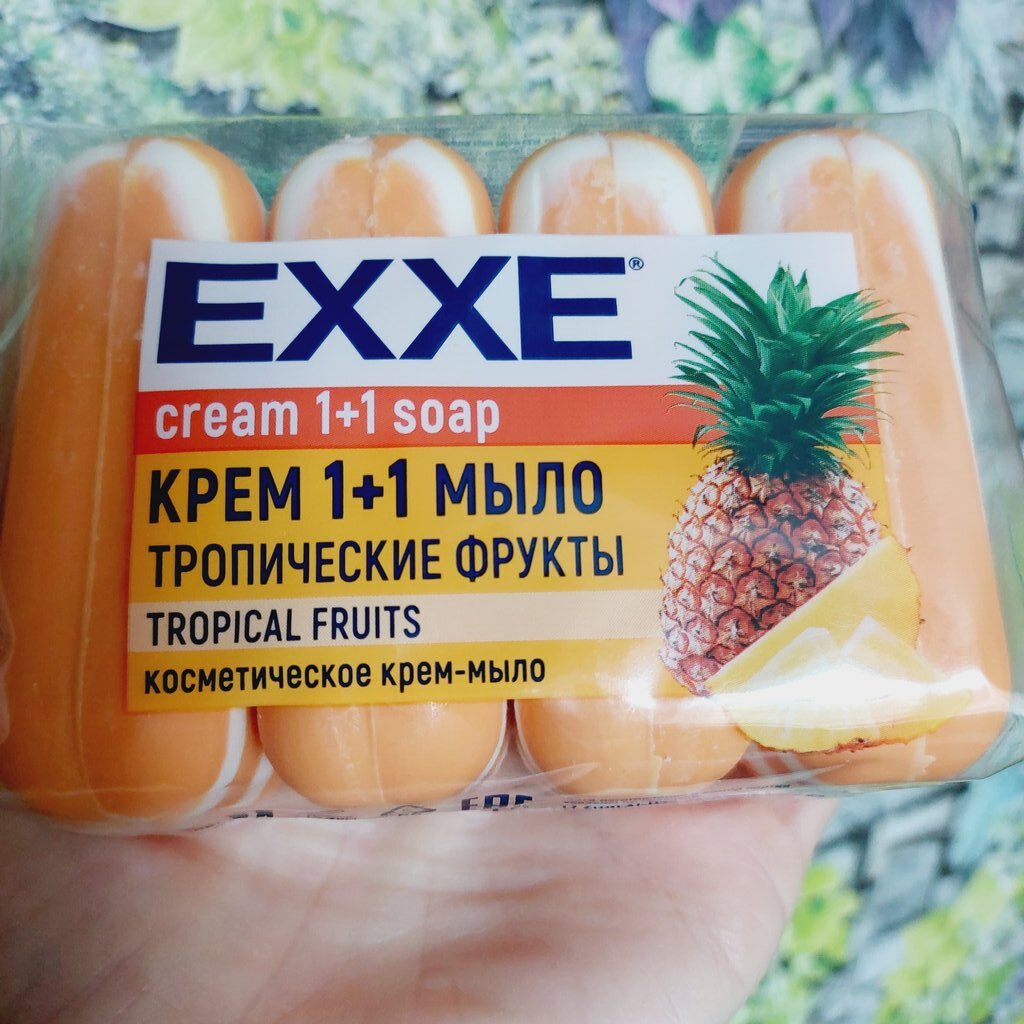 EXXE®
cream 1+1 soap
КРЕМ 1+1 МЫЛО
ТРОПИЧЕСКИЕ ФРУКТЫ
TROPICAL FRUITS
косметическое крем-мыло